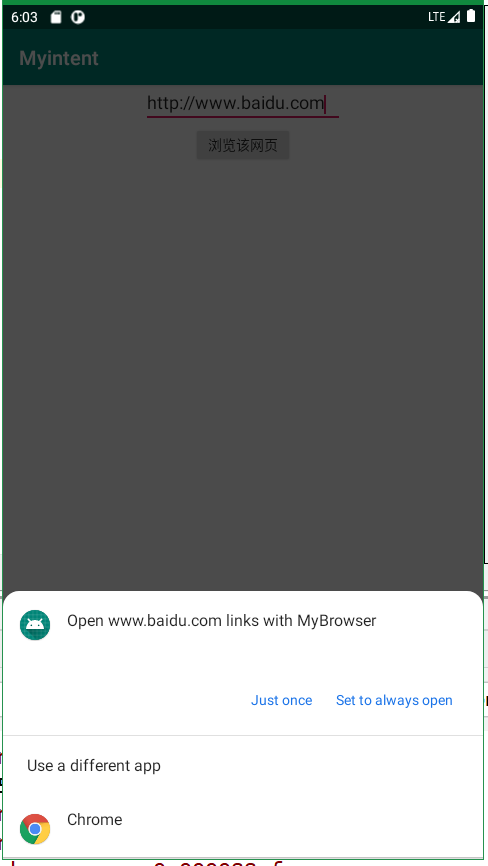 6:03
LTE
Myintent
http://www.baidu.com
浏览该网页
Open www.baidu.com links with MyBrowser
Just once
Set to always open
Use a different app
Chrome